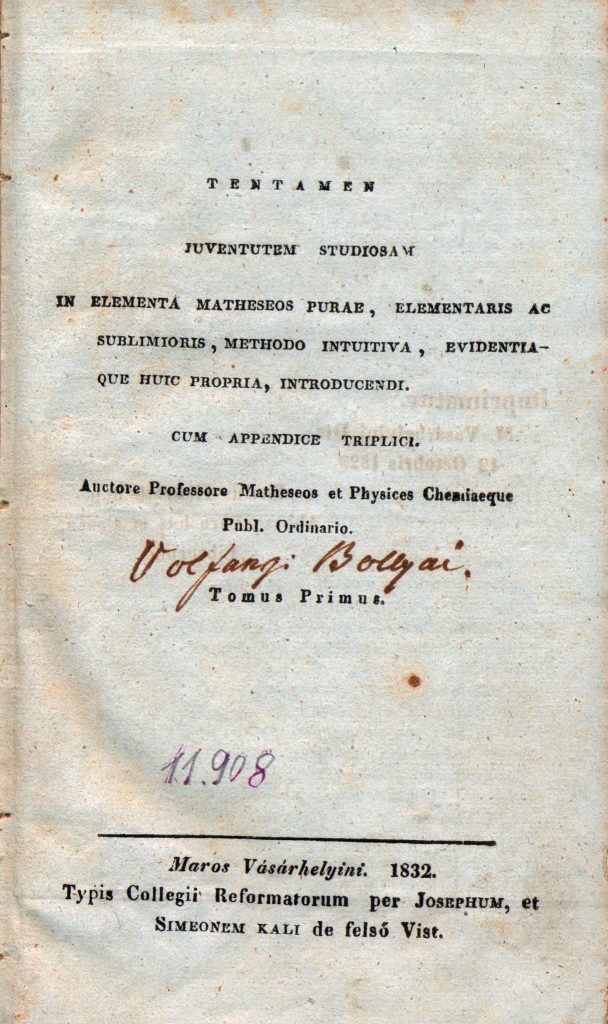 TENTAMEN
JUVENTUTEM STUDIOSAM
IN ELEMENTA MATHESEOS PURAE, ELEMENTARIS AC
SUBLIMIORIS, METHODO INTUITIVA, EVIDENTIA-
QUE HUIC PROPRIA, INTRODUCENDI.
CUM APPENDICE TRIPLICI.
Auctore Professore Matheseos et Physices Chemiaeque
Publ. Ordinario.
Volfangi Bollyai.
Tomus Primus.
11.908
Maros Vásárhelyini. 1832.
Typis Collegii Reformatorum per JOSEPHUM, et
SIMEONEM KALI de felső Vist.